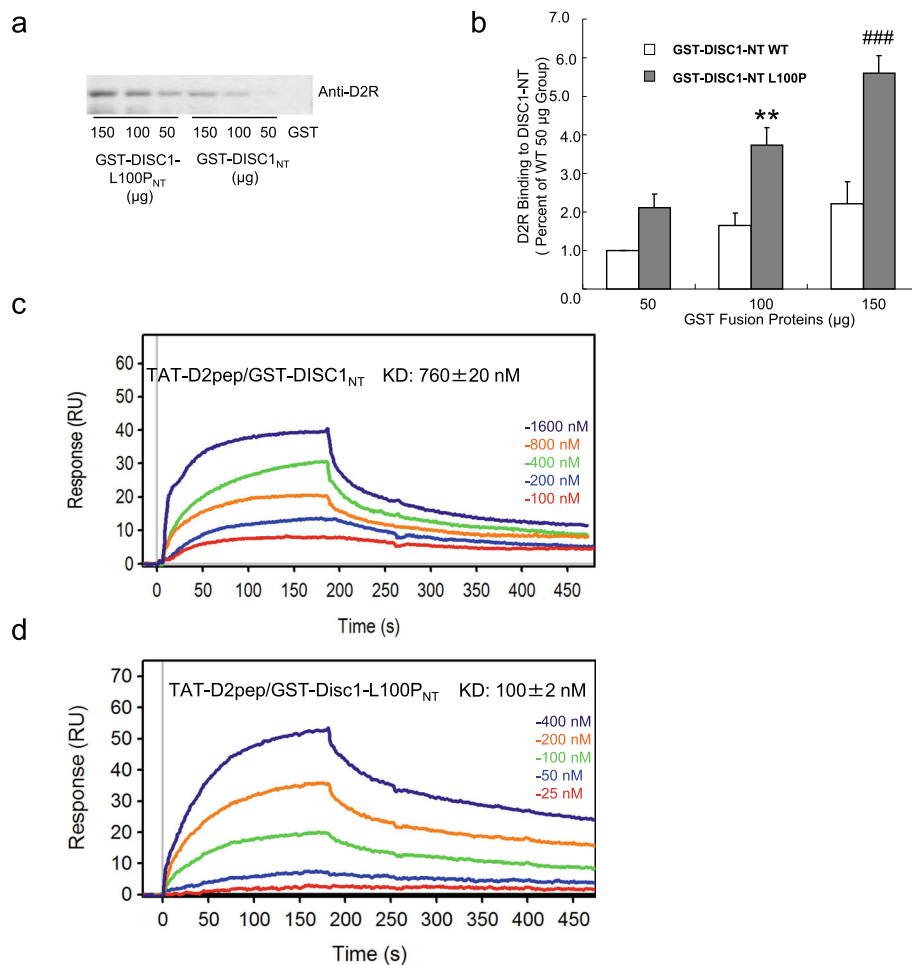 a
Anti-D2R
150 100 50 150 100 50 GST
GST-DISC1-
L100PNT
(µg)
GST-DISC1NT
(µg)
b
D2R Binding to DISC1-NT
( Percent of WT 50 µg Group)
6.0
7.0
5.0
4.0
3.0
2.0
1.0
0.0
GST-DISC1-NT WT
GST-DISC1-NT L100P
**
###
50 100 150
GST Fusion Proteins (µg)
c
TAT-D2pep/GST-DISC1NT KD: 760±20 nM
Response (RU)
60
50
40
30
20
10
0
-1600 nM
-800 nM
-400 nM
-200 nM
-100 nM
0 50 100 150 200 250 300 350 400 450
Time (s)
d
TAT-D2pep/GST-Disc1-L100PNT KD: 100±2 nM
Response (RU)
70
60
50
40
30
20
10
0
-400 nM
-200 nM
-100 nM
-50 nM
-25 nM
0 50 100 150 200 250 300 350 400 450
Time (s)